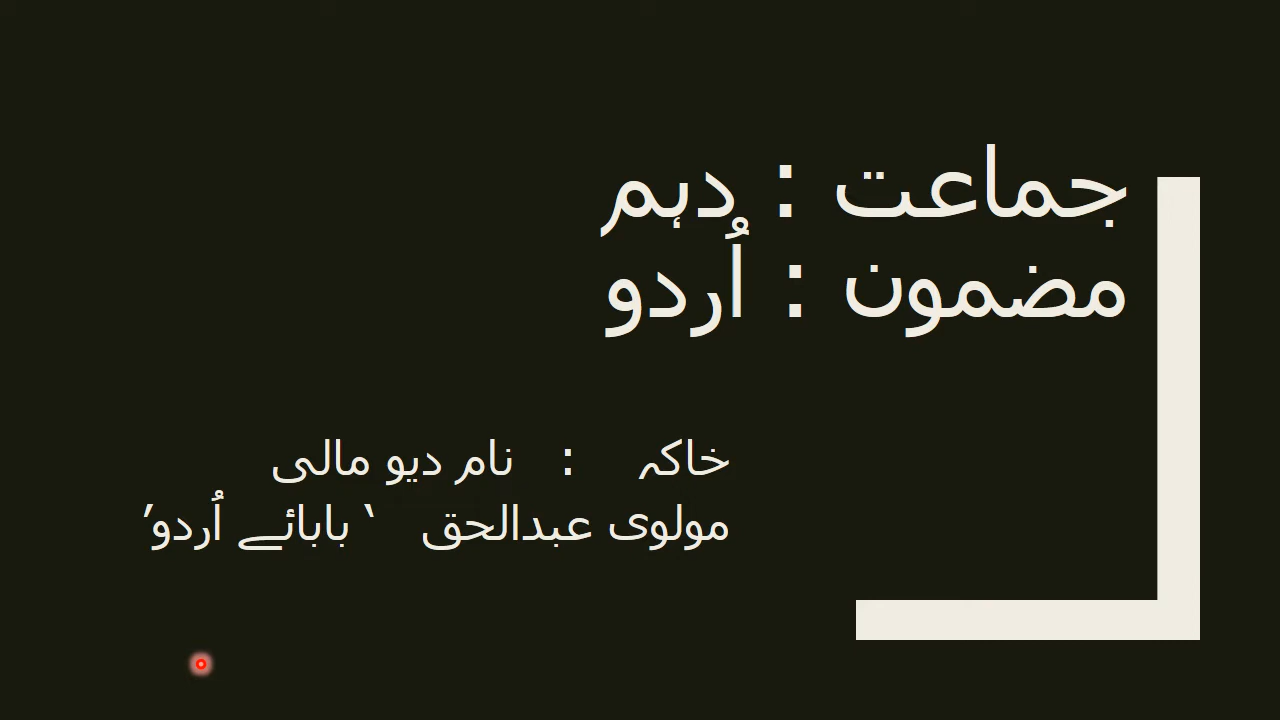 جماعت : دہم
مضمون : اُردو
خاکہ : نام دیو مالی
مولوی عبدالحق ‘ بابائے اُردو’